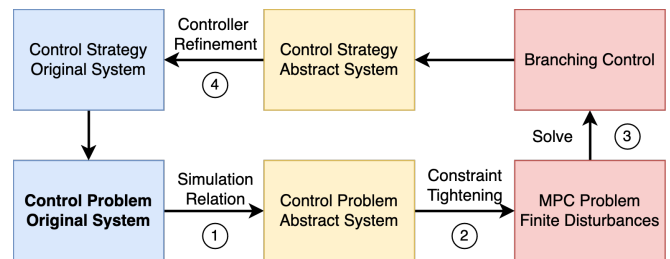 Control Strategy
Original System
Controller
Refinement
4
Control Strategy
Abstract System
Branching Control
Solve
3
Control Problem
Original System
Simulation
Relation
1
Control Problem
Abstract System
Constraint
Tightening
2
MPC Problem
Finite Disturbances